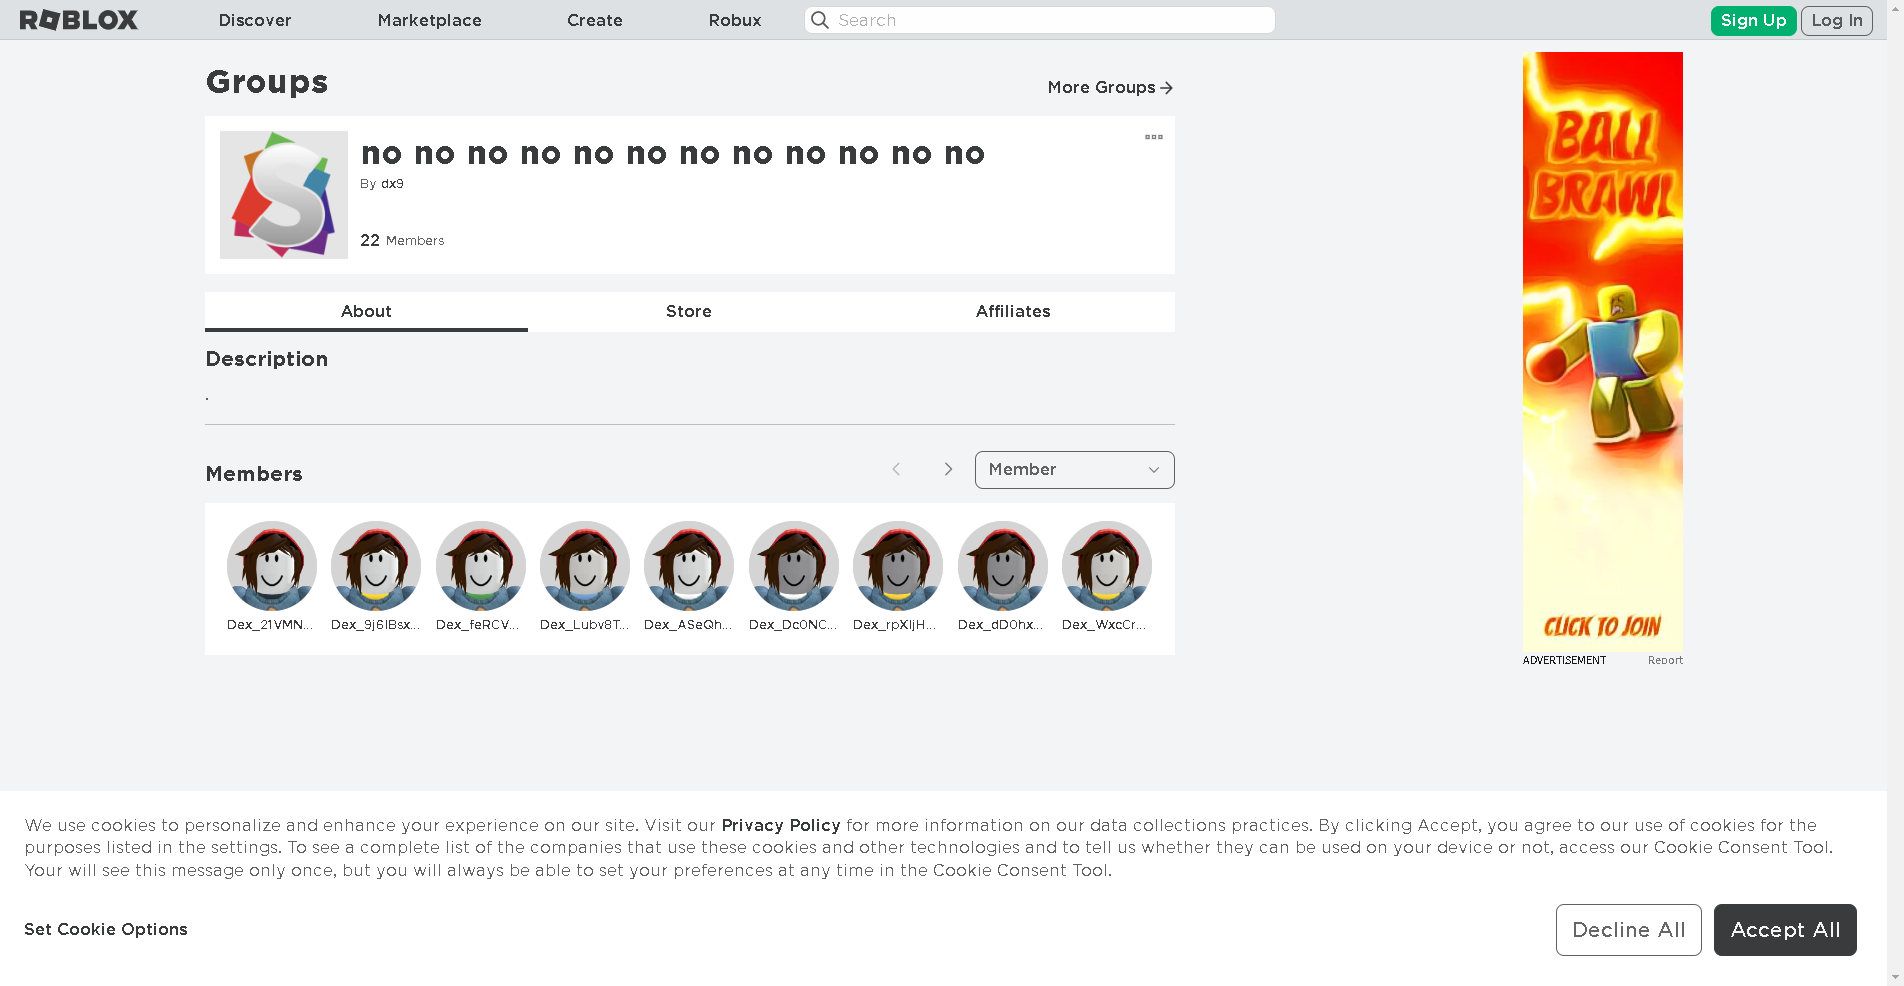 ROBLOX Discover Marketplace Create Robux Search Sign Up Log In
Groups
More Groups
no no no no no no no no no no no no
By dx9
22 Members
About Store Affiliates
Description
.
Members
Member
Dex_21VMN... Dex_9j6IBsx... Dex_feRCV... Dex_Lubv8T... Dex_ASeQh... Dex_Dc0NC... Dex_rpXIjH... Dex_dD0hx... Dex_WxcCr...
BALL
BRAWL
CLICK TO JOIN
ADVERTISEMENT Report
We use cookies to personalize and enhance your experience on our site. Visit our Privacy Policy for more information on our data collections practices. By clicking Accept, you agree to our use of cookies for the
purposes listed in the settings. To see a complete list of the companies that use these cookies and other technologies and to tell us whether they can be used on your device or not, access our Cookie Consent Tool.
Your will see this message only once, but you will always be able to set your preferences at any time in the Cookie Consent Tool.
Set Cookie Options
Decline All Accept All